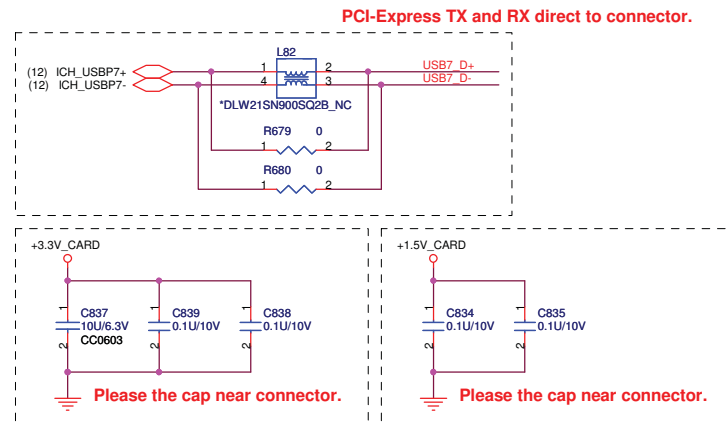 PCI-Express TX and RX direct to connector.
L82
(12) ICH_USBP7+ 1 2 USB7_D+
(12) ICH_USBP7- 4 3 USB7_D-
*DLW21SN900SQ2B_NC
R679 0
1 2
R680 0
1 2
+3.3V_CARD
1 C837 10U/6.3V CC0603 2
1 C839 0.1U/10V 2
1 C838 0.1U/10V 2
Please the cap near connector.
+1.5V_CARD
1 C834 0.1U/10V 2
1 C835 0.1U/10V 2
Please the cap near connector.